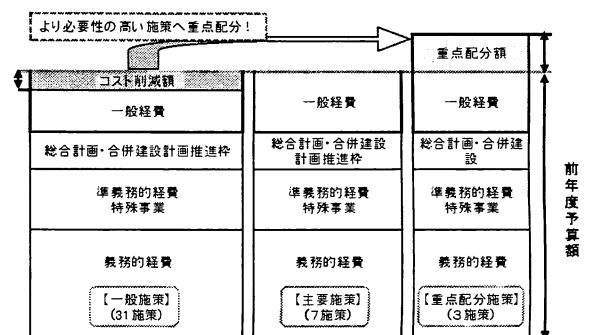 より必要性の高い施策へ重点配分！
重点配分額
コスト削減額
一般経費
一般経費
一般経費
総合計画・合併建設計画推進枠
総合計画・合併建設
計画推進枠
総合計画・合併建
設
準義務的経費
特殊事業
準義務的経費
特殊事業
準義務的経費
特殊事業
義務的経費
義務的経費
義務的経費
【一般施策】
（31施策）
【主要施策】
（7施策）
【重点配分施策】
（3施策）
前年度予算額